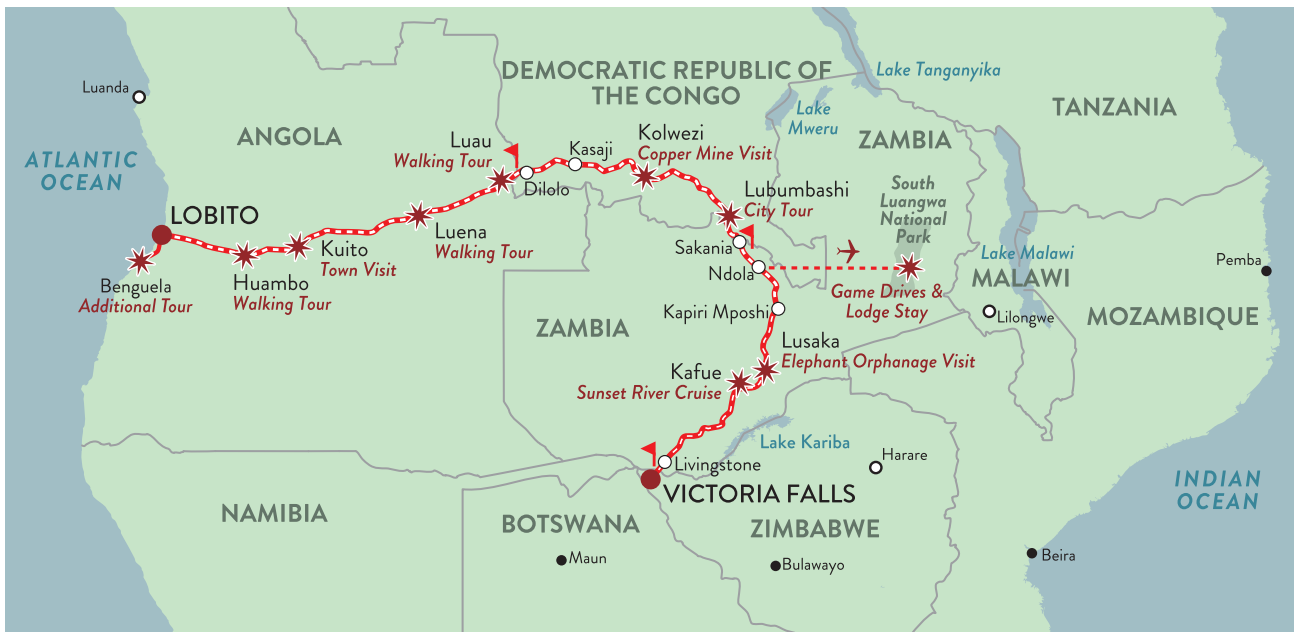 DEMOCRATIC REPUBLIC OF
THE CONGO
Lake Tanganyika
Luanda
Lake
Mweru
TANZANIA
ANGOLA
ZAMBIA
Luau
Walking Tour
Kasaji
Kolwezi
Copper Mine Visit
ATLANTIC
OCEAN
Dilolo
Lubumbashi
City Tour
South
Luangwa
National
Park
LOBITO
Luena
Walking Tour
Kuito
Town Visit
Sakania
Ndola
Lake Malawi
MALAWI
Pemba
Benguela
Additional Tour
Huambo
Walking Tour
Game Drives &
Lodge Stay
Kapiri Mposhi
Lilongwe
MOZAMBIQUE
ZAMBIA
Lusaka
Elephant Orphanage Visit
Kafue
Sunset River Cruise
Lake Kariba
Harare
Livingstone
VICTORIA FALLS
INDIAN
OCEAN
NAMIBIA
BOTSWANA
ZIMBABWE
Maun
Bulawayo
Beira